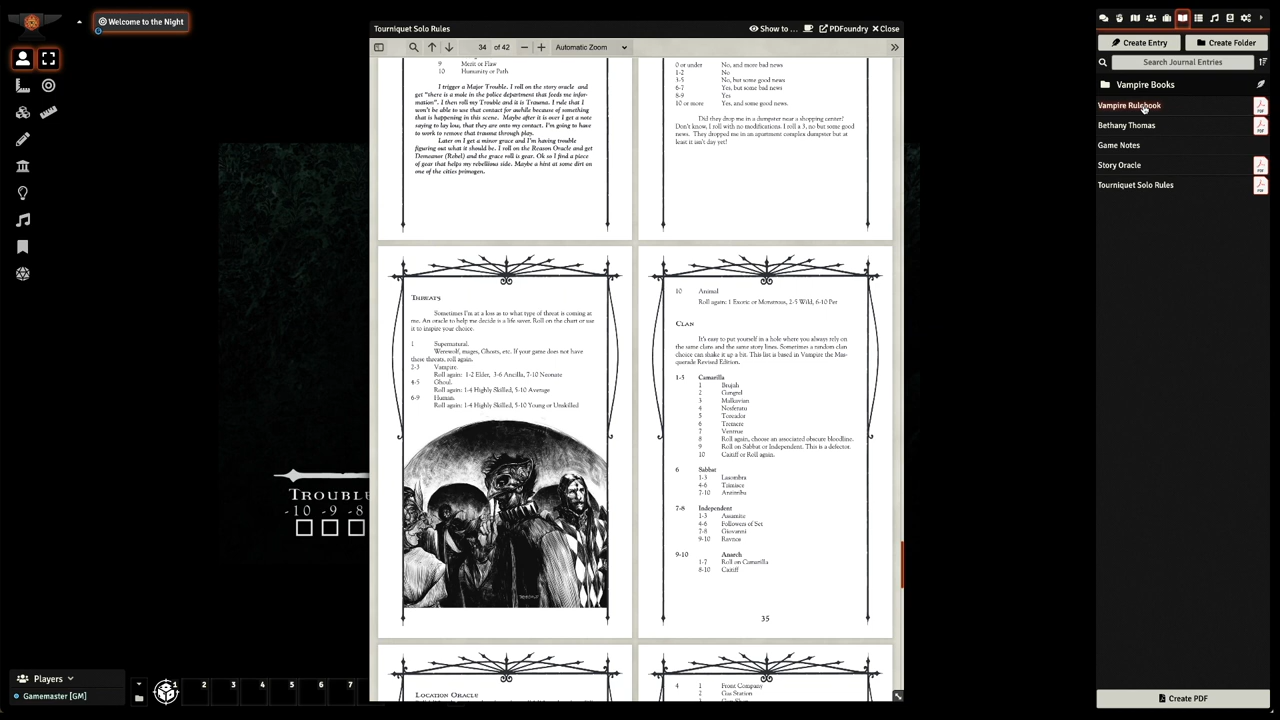 Welcome to the Night
Tourniquet Solo Rules
Show to ...
PDFoundry
Close
34 of 42
Automatic Zoom
9 Merit or Flaw
10 Humanity or Path
I trigger a Major Trouble. I roll on the story oracle and
get "there is a mole in the police department that feeds me infor-
mation". I then roll my Trouble and it is Trauma. I rule that I
won't be able to use that contact for awhile because of something
that is happening in this scene. Maybe after it is over I get a note
saying to lay low, that they are onto my contact. I'm going to
to work to remove that trauma through play.
Later on I get a minor grace and I'm having trouble
figuring out what it should be. I roll on the Reason Oracle and get
Demeanor (Rebel) and the grace roll is gear. Ok so I find a piece
of gear that helps my rebellious side. Maybe a hint at some dirt on
one of the cities primogen.
0 or under No, and more bad news
1-2 No
3-5 No, but some good news
6-7 Yes, but some bad news
8-9 Yes
10 or more Yes, and some good news.
Did they drop me in a dumpster near a shopping center?
Don't know, I roll with no modifications. I roll a 3, no but some good
news. They dropped me in an apartment complex dumpster but at
least it isn't day yet!
Threats
Sometimes I'm at a loss as to what type of threat is coming at
me. An oracle to help me decide is a life saver. Roll on the chart or use
it to inspire your choice.
1 Supernatural.
Werewolf, mages, Ghosts, etc. If your game does not have
these threats, roll again.
2-3 Vampire.
Roll again: 1-2 Elder, 3-6 Ancilla, 7-10 Neonate
4-5 Ghoul.
Roll again: 1-4 Highly Skilled, 5-10 Average
6-9 Human.
Roll again: 1-4 Highly Skilled, 5-10 Young or Unskilled
10 Animal
Roll again: 1 Exotic or Monstrous, 2-5 Wild, 6-10 Pet
Clan
It's easy to put yourself in a hole where you always rely on
the same clans and the same story lines. Sometimes a random clan
choice can shake it up a bit. This list is based in Vampire the Mas-
querade Revised Edition.
1-5 Camarilla
1 Brujah
2 Gangrel
3 Malkavian
4 Nosferatu
5 Toreador
6 Tremere
7 Ventrue
8 Roll again, choose an associated obscure bloodline.
9 Roll on Sabbat or Independent. This is a defector.
10 Caitiff or Roll again.
6 Sabbat
1-3 Lasombra
4-6 Tzimisce
7-10 Antitribu
7-8 Independent
1-3 Assamite
4-6 Followers of Set
7-8 Giovanni
9-10 Ravnos
9-10 Anarch
1-7 Roll on Camarilla
8-10 Caitiff
35
Location Oracle
4 1 Front Company
2 Gas Station
Trouble
-10 -9 -8
Players
Gamemaster [GM]
2 3 4 5 6 7
Create Entry
Create Folder
Search Journal Entries
Vampire Books
Vampire Rulebook
Bethany Thomas
Game Notes
Story Oracle
Tourniquet Solo Rules
Create PDF